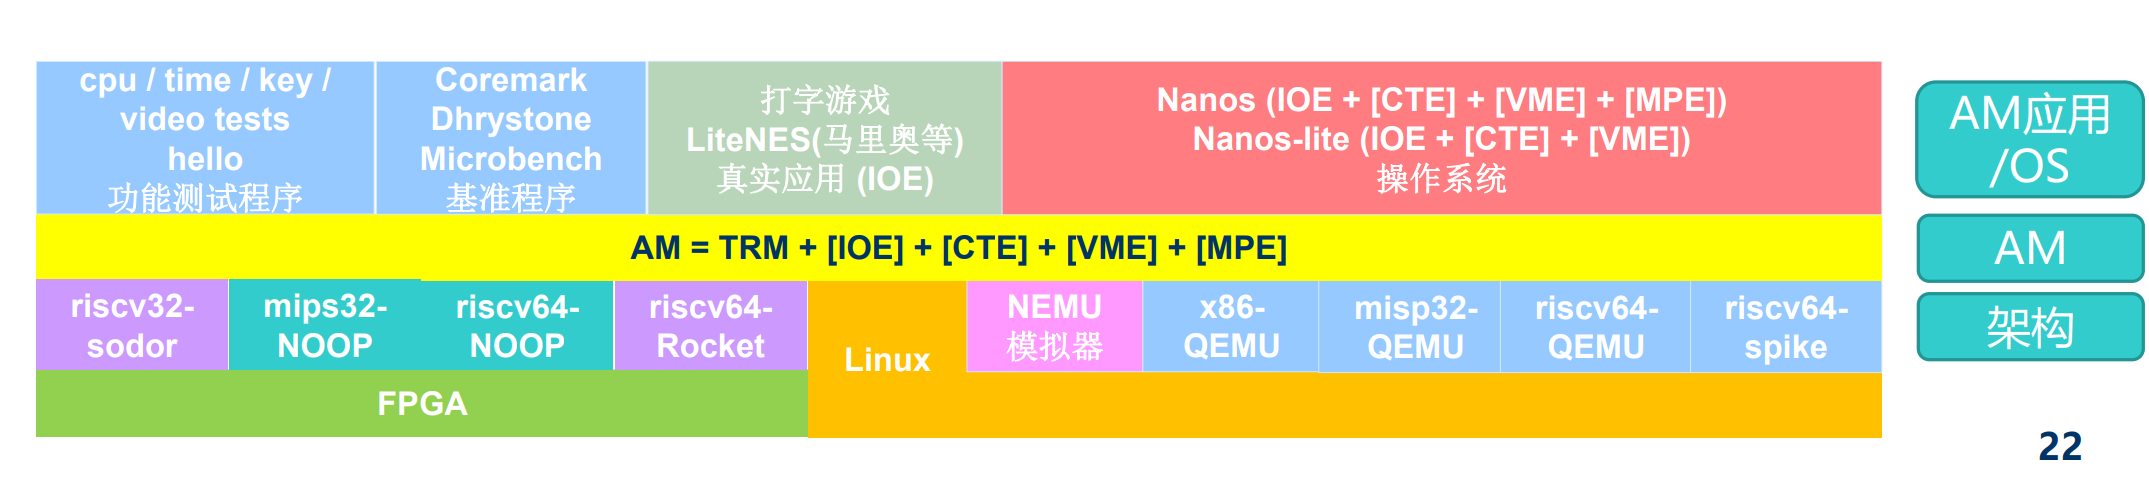 cpu / time / key /
video tests
hello
功能测试程序
Coremark
Dhrystone
Microbench
基准程序
打字游戏
LiteNES(马里奥等)
真实应用 (IOE)
Nanos (IOE + [CTE] + [VME] + [MPE])
Nanos-lite (IOE + [CTE] + [VME])
操作系统
AM应用
/OS
AM = TRM + [IOE] + [CTE] + [VME] + [MPE]
AM
riscv32-
sodor
mips32-
NOOP
riscv64-
NOOP
riscv64-
Rocket
Linux
NEMU
模拟器
x86-
QEMU
misp32-
QEMU
riscv64-
QEMU
riscv64-
spike
架构
FPGA
22